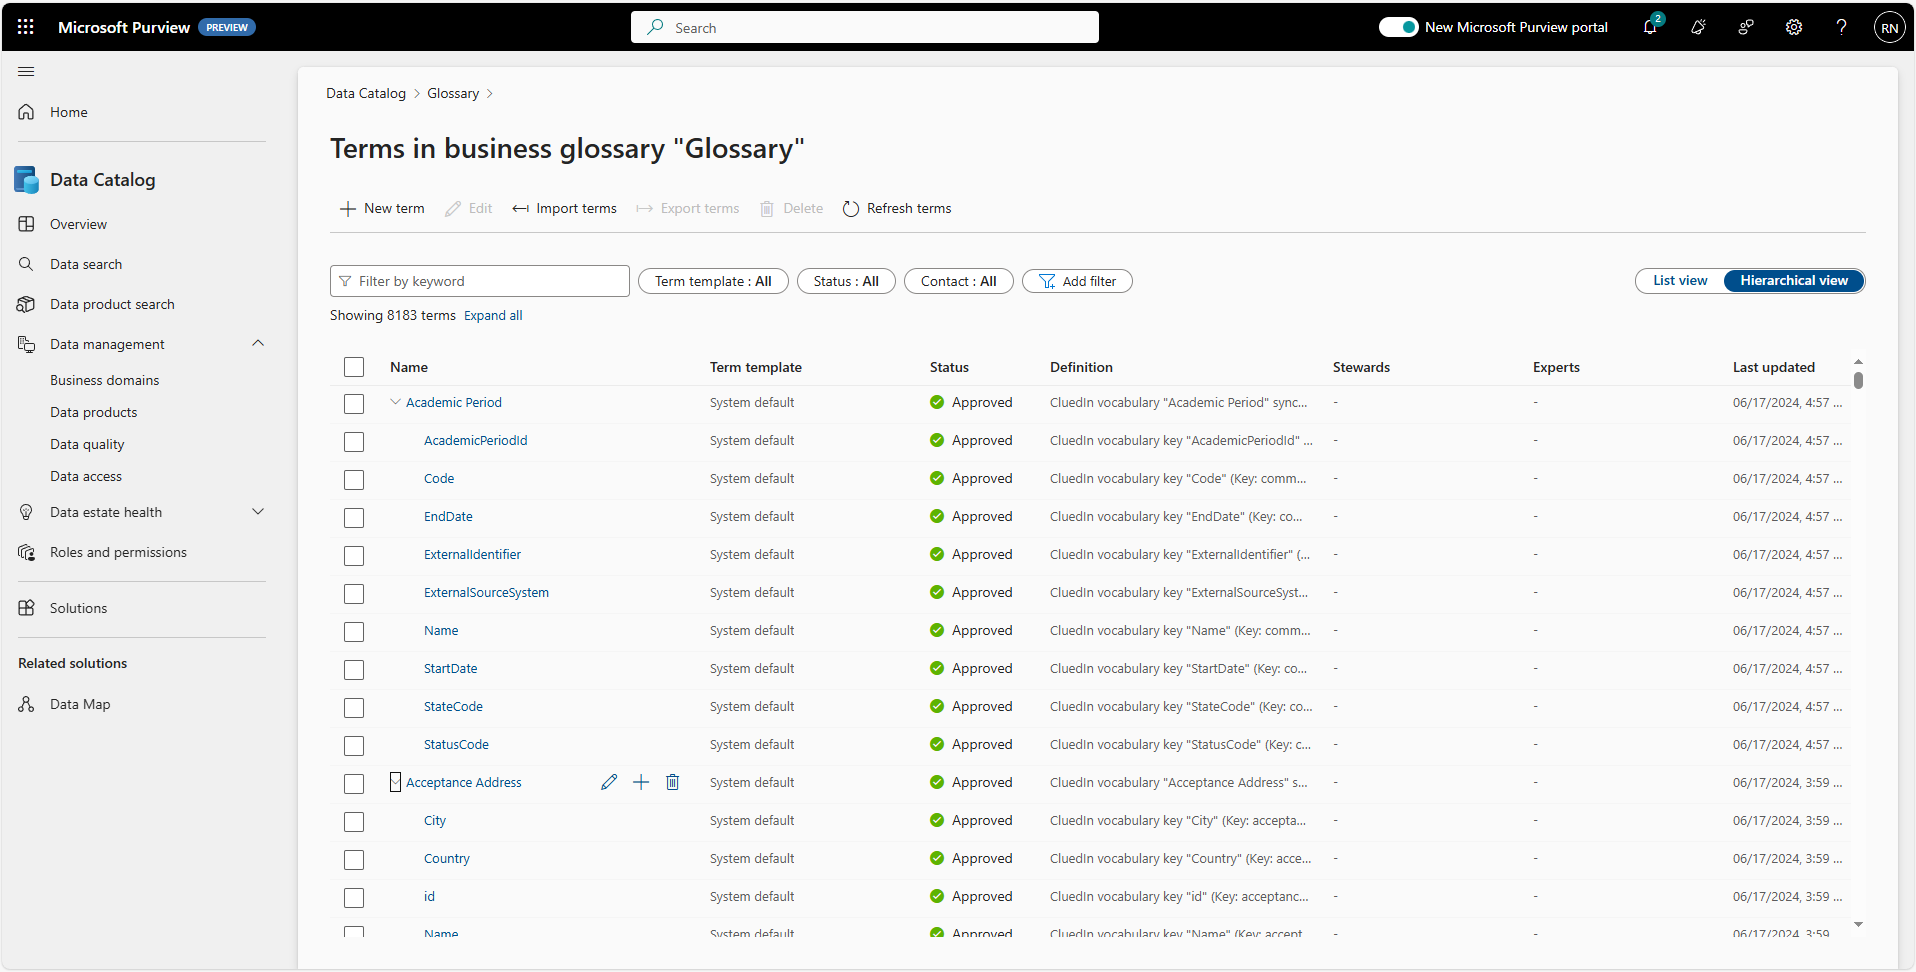 Microsoft Purview PREVIEW
Search
New Microsoft Purview portal
2
RN
Home
Data Catalog
Overview
Data search
Data product search
Data management
Business domains
Data products
Data quality
Data access
Data estate health
Roles and permissions
Solutions
Related solutions
Data Map
Data Catalog > Glossary >
Terms in business glossary "Glossary"
New term Edit Import terms Export terms Delete Refresh terms
Filter by keyword Term template : All Status : All Contact : All Add filter List view Hierarchical view
Showing 8183 terms Expand all
Name Term template Status Definition Stewards Experts Last updated
Academic Period System default Approved CluedIn vocabulary "Academic Period" sync... - - 06/17/2024, 4:57 ...
AcademicPeriodId System default Approved CluedIn vocabulary key "AcademicPeriodId" ... - - 06/17/2024, 4:57 ...
Code System default Approved CluedIn vocabulary key "Code" (Key: comm... - - 06/17/2024, 4:57 ...
EndDate System default Approved CluedIn vocabulary key "EndDate" (Key: co... - - 06/17/2024, 4:57 ...
ExternalIdentifier System default Approved CluedIn vocabulary key "ExternalIdentifier" (... - - 06/17/2024, 4:57 ...
ExternalSourceSystem System default Approved CluedIn vocabulary key "ExternalSourceSyst... - - 06/17/2024, 4:57 ...
Name System default Approved CluedIn vocabulary key "Name" (Key: comm... - - 06/17/2024, 4:57 ...
StartDate System default Approved CluedIn vocabulary key "StartDate" (Key: co... - - 06/17/2024, 4:57 ...
StateCode System default Approved CluedIn vocabulary key "StateCode" (Key: co... - - 06/17/2024, 4:57 ...
StatusCode System default Approved CluedIn vocabulary key "StatusCode" (Key: c... - - 06/17/2024, 4:57 ...
Acceptance Address System default Approved CluedIn vocabulary "Acceptance Address" s... - - 06/17/2024, 3:59 ...
City System default Approved CluedIn vocabulary key "City" (Key: accepta... - - 06/17/2024, 3:59 ...
Country System default Approved CluedIn vocabulary key "Country" (Key: acce... - - 06/17/2024, 3:59 ...
id System default Approved CluedIn vocabulary key "id" (Key: acceptanc... - - 06/17/2024, 3:59 ...
Name System default Approved CluedIn vocabulary key "Name" (Key: accept - - 06/17/2024, 3:59